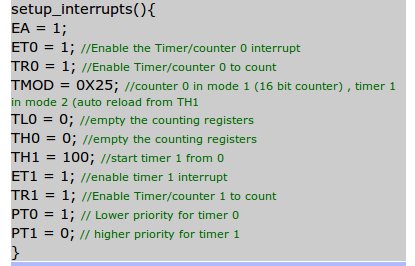 setup_interrupts(){
EA = 1;
ET0 = 1; //Enable the Timer/counter 0 interrupt
TR0 = 1; //Enable Timer/counter 0 to count
TMOD = 0X25; //counter 0 in mode 1 (16 bit counter) , timer 1
in mode 2 (auto reload from TH1
TL0 = 0; //empty the counting registers
TH0 = 0; //empty the counting registers
TH1 = 100; //start timer 1 from 0
ET1 = 1; //enable timer 1 interrupt
TR1 = 1; //Enable Timer/counter 1 to count
PT0 = 1; // Lower priority for timer 0
PT1 = 0; // higher priority for timer 1
}